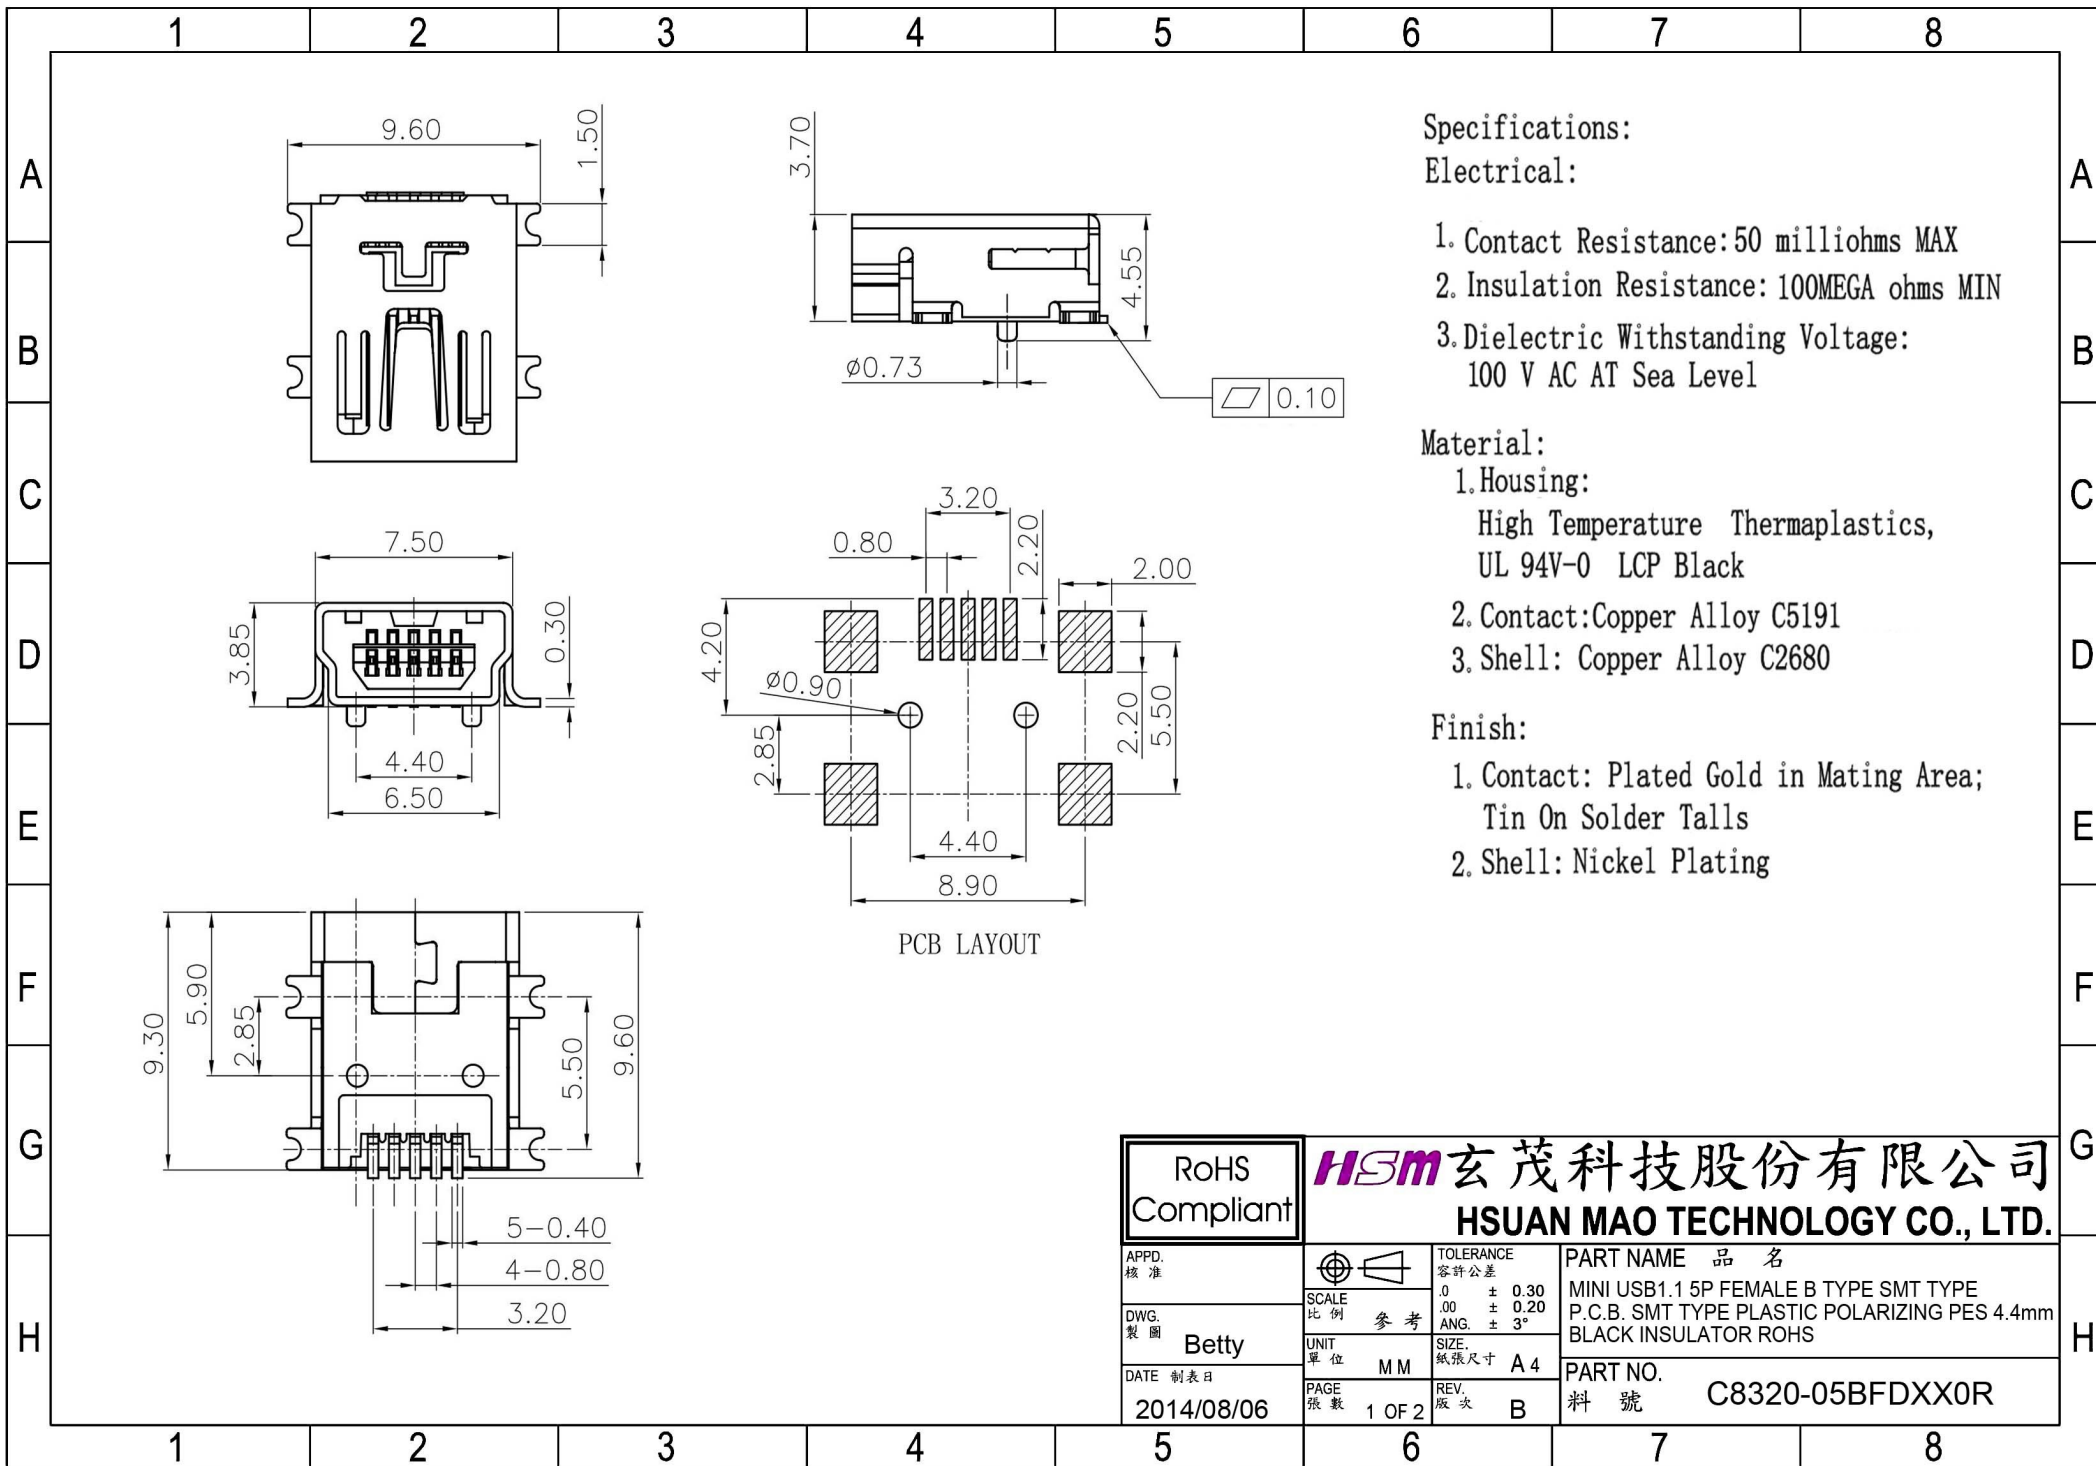 1 2 3 4 5 6 7 8
A
B
C
D
E
F
G
H
9.60
1.50
3.70
4.55
ø0.73
0.10
7.50
3.85
0.30
4.40
6.50
3.20
0.80
2.20
2.00
4.20
ø0.90
2.85
2.20
5.50
4.40
8.90
PCB LAYOUT
9.30
5.90
2.85
5.50
9.60
5-0.40
4-0.80
3.20
Specifications:
Electrical:
1. Contact Resistance: 50 milliohms MAX
2. Insulation Resistance: 100MEGA ohms MIN
3. Dielectric Withstanding Voltage:
100 V AC AT Sea Level
Material:
1. Housing:
High Temperature Thermaplastics,
UL 94V-0 LCP Black
2. Contact: Copper Alloy C5191
3. Shell: Copper Alloy C2680
Finish:
1. Contact: Plated Gold in Mating Area;
Tin On Solder Talls
2. Shell: Nickel Plating
A
B
C
D
E
F
G
H
RoHS
Compliant
HSM 玄茂科技股份有限公司
HSUAN MAO TECHNOLOGY CO., LTD.
APPD.
核 准
DWG.
製 圖 Betty
DATE 制表日
2014/08/06
SCALE
比 例 參 考
UNIT
單 位 MM
PAGE
張 數 1 OF 2
TOLERANCE
容許公差
.0 ± 0.30
.00 ± 0.20
ANG. ± 3°
SIZE.
紙張尺寸 A4
REV.
版 次 B
PART NAME 品 名
MINI USB1.1 5P FEMALE B TYPE SMT TYPE
P.C.B. SMT TYPE PLASTIC POLARIZING PES 4.4mm
BLACK INSULATOR ROHS
PART NO.
料 號 C8320-05BFDXX0R
1 2 3 4 5 6 7 8